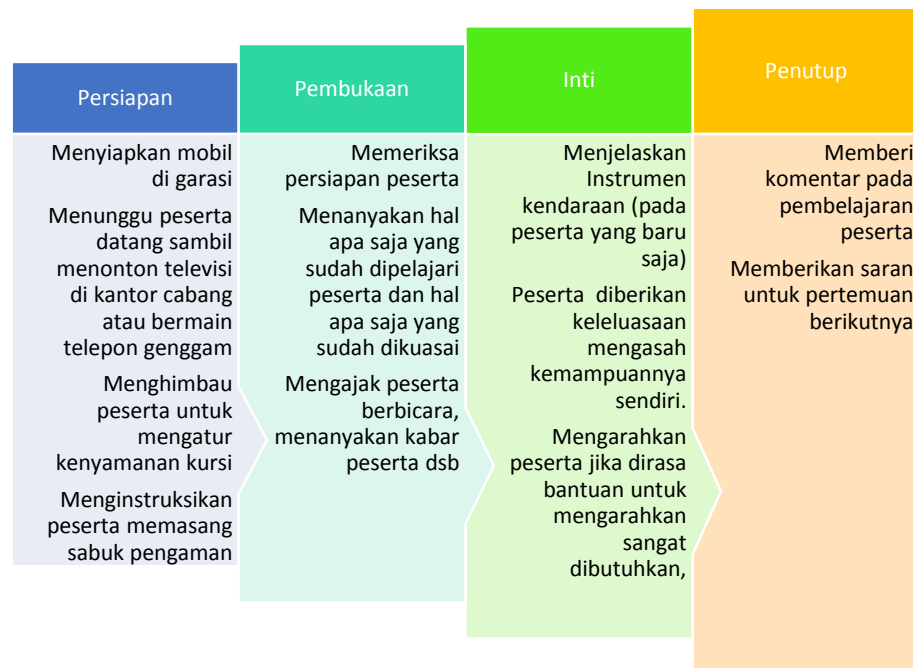 Persiapan
Menyiapkan mobil
di garasi
Menunggu peserta
datang sambil
menonton televisi
di kantor cabang
atau bermain
telepon genggam
Menghimbau
peserta untuk
mengatur
kenyamanan kursi
Menginstruksikan
peserta memasang
sabuk pengaman
Pembukaan
Memeriksa
persiapan peserta
Menanyakan hal
apa saja yang
sudah dipelajari
peserta dan hal
apa saja yang
sudah dikuasai
Mengajak peserta
berbicara,
menanyakan kabar
peserta dsb
Inti
Menjelaskan
Instrumen
kendaraan (pada
peserta yang baru
saja)
Peserta diberikan
keleluasaan
mengasah
kemampuannya
sendiri.
Mengarahkan
peserta jika dirasa
bantuan untuk
mengarahkan
sangat
dibutuhkan,
Penutup
Memberi
komentar pada
pembelajaran
peserta
Memberikan saran
untuk pertemuan
berikutnya